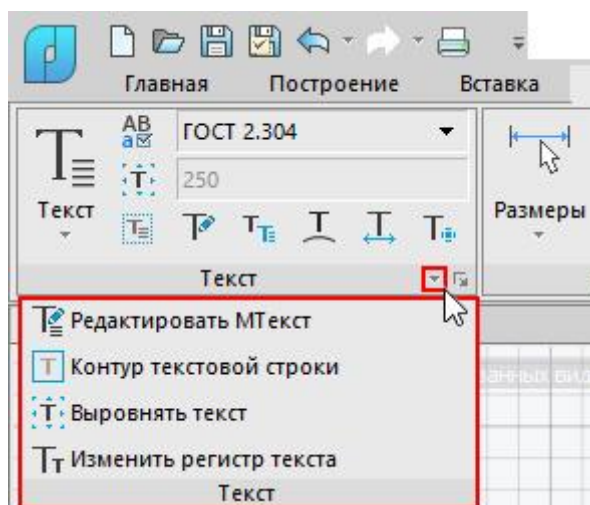 Главная Построение Вставка
AB
a
ГОСТ 2.304
250
Текст
Размеры
Текст
Редактировать МТекст
Контур текстовой строки
Выровнять текст
Изменить регистр текста
Текст